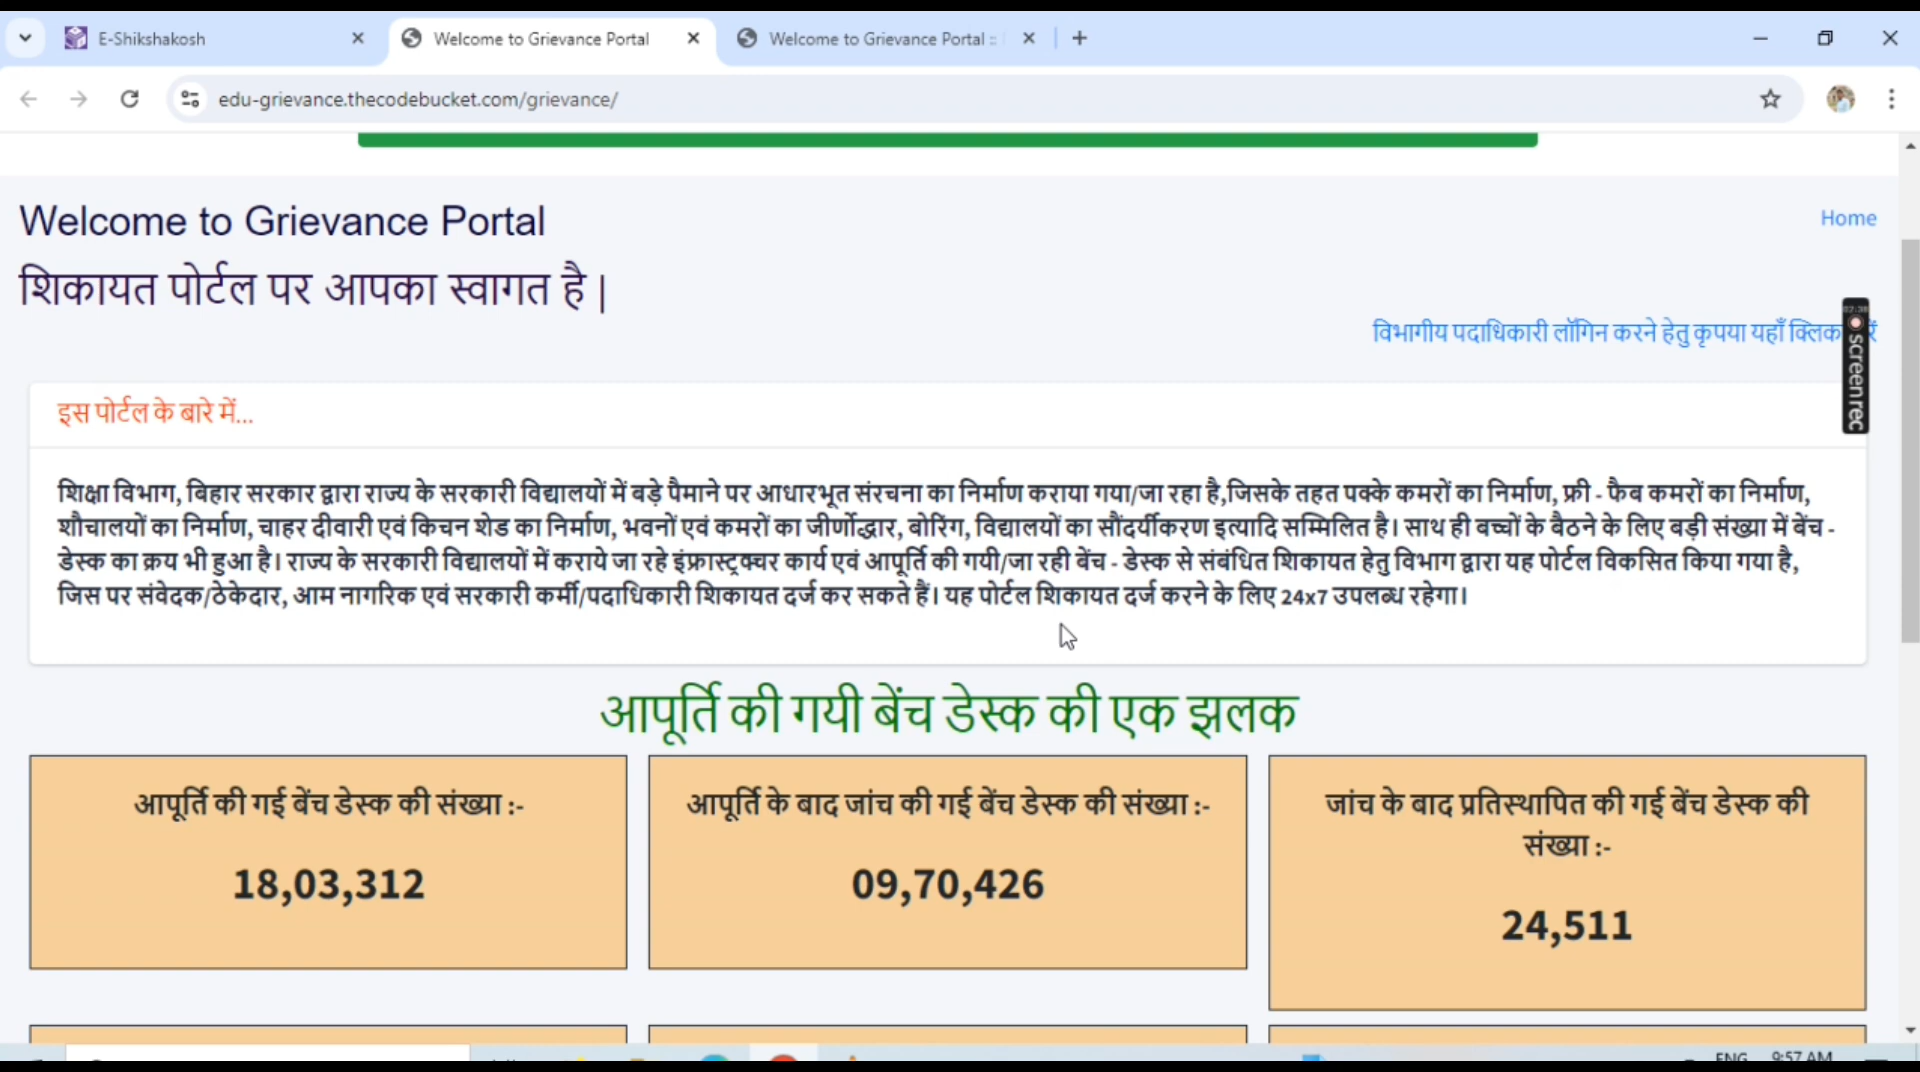 E-Shikshakosh
Welcome to Grievance Portal
Welcome to Grievance Portal ::
edu-grievance.thecodebucket.com/grievance/
Welcome to Grievance Portal
Home
शिकायत पोर्टल पर आपका स्वागत है |
विभागीय पदाधिकारी लॉगिन करने हेतु कृपया यहाँ क्लिक
screenrec
इस पोर्टल के बारे में...
शिक्षा विभाग, बिहार सरकार द्वारा राज्य के सरकारी विद्यालयों में बड़े पैमाने पर आधारभूत संरचना का निर्माण कराया गया/जा रहा है,जिसके तहत पक्के कमरों का निर्माण, फ्री - फैब कमरों का निर्माण,
शौचालयों का निर्माण, चाहर दीवारी एवं किचन शेड का निर्माण, भवनों एवं कमरों का जीर्णोद्धार, बोरिंग, विद्यालयों का सौंदर्यीकरण इत्यादि सम्मिलित है। साथ ही बच्चों के बैठने के लिए बड़ी संख्या में बेंच -
डेस्क का क्रय भी हुआ है। राज्य के सरकारी विद्यालयों में कराये जा रहे इंफ्रास्ट्रक्चर कार्य एवं आपूर्ति की गयी/जा रही बेंच - डेस्क से संबंधित शिकायत हेतु विभाग द्वारा यह पोर्टल विकसित किया गया है,
जिस पर संवेदक/ठेकेदार, आम नागरिक एवं सरकारी कर्मी/पदाधिकारी शिकायत दर्ज कर सकते हैं। यह पोर्टल शिकायत दर्ज करने के लिए 24x7 उपलब्ध रहेगा।
आपूर्ति की गयी बेंच डेस्क की एक झलक
आपूर्ति की गई बेंच डेस्क की संख्या :-
18,03,312
आपूर्ति के बाद जांच की गई बेंच डेस्क की संख्या :-
09,70,426
जांच के बाद प्रतिस्थापित की गई बेंच डेस्क की
संख्या :-
24,511
ENG 9:57 AM